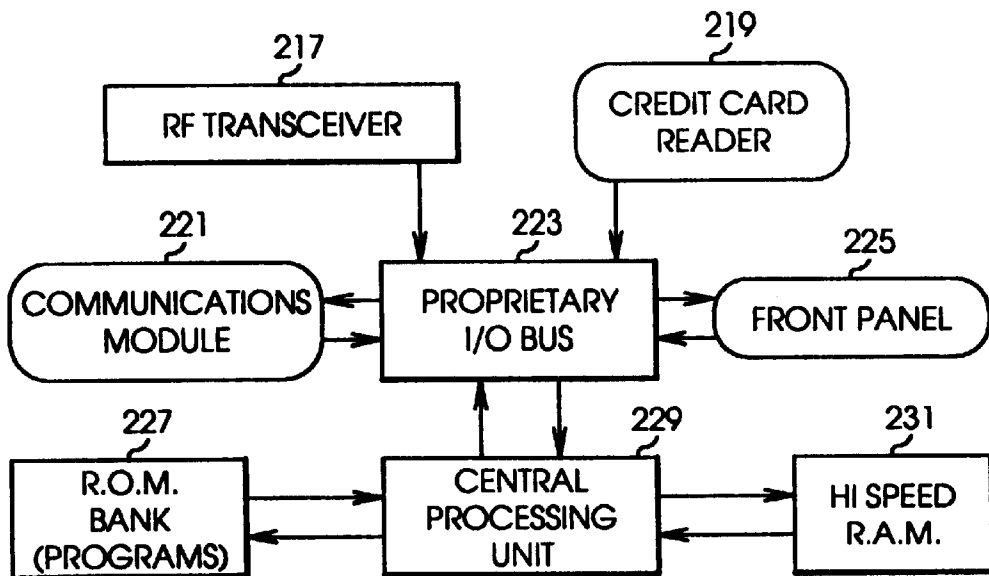 217
RF TRANSCEIVER
219
CREDIT CARD
READER
221
COMMUNICATIONS
MODULE
223
PROPRIETARY
I/O BUS
225
FRONT PANEL
227
R.O.M.
BANK
(PROGRAMS)
229
CENTRAL
PROCESSING
UNIT
231
HI SPEED
R.A.M.